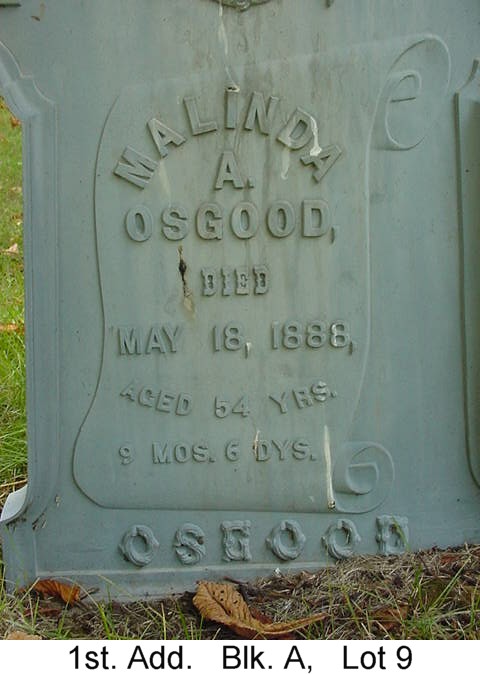 MALINDA
A.
OSGOOD,
DIED
MAY 18, 1888,
AGED 54 YRS.
9 MOS. 6 DYS.
OSGOOD
1st. Add. Blk. A, Lot 9